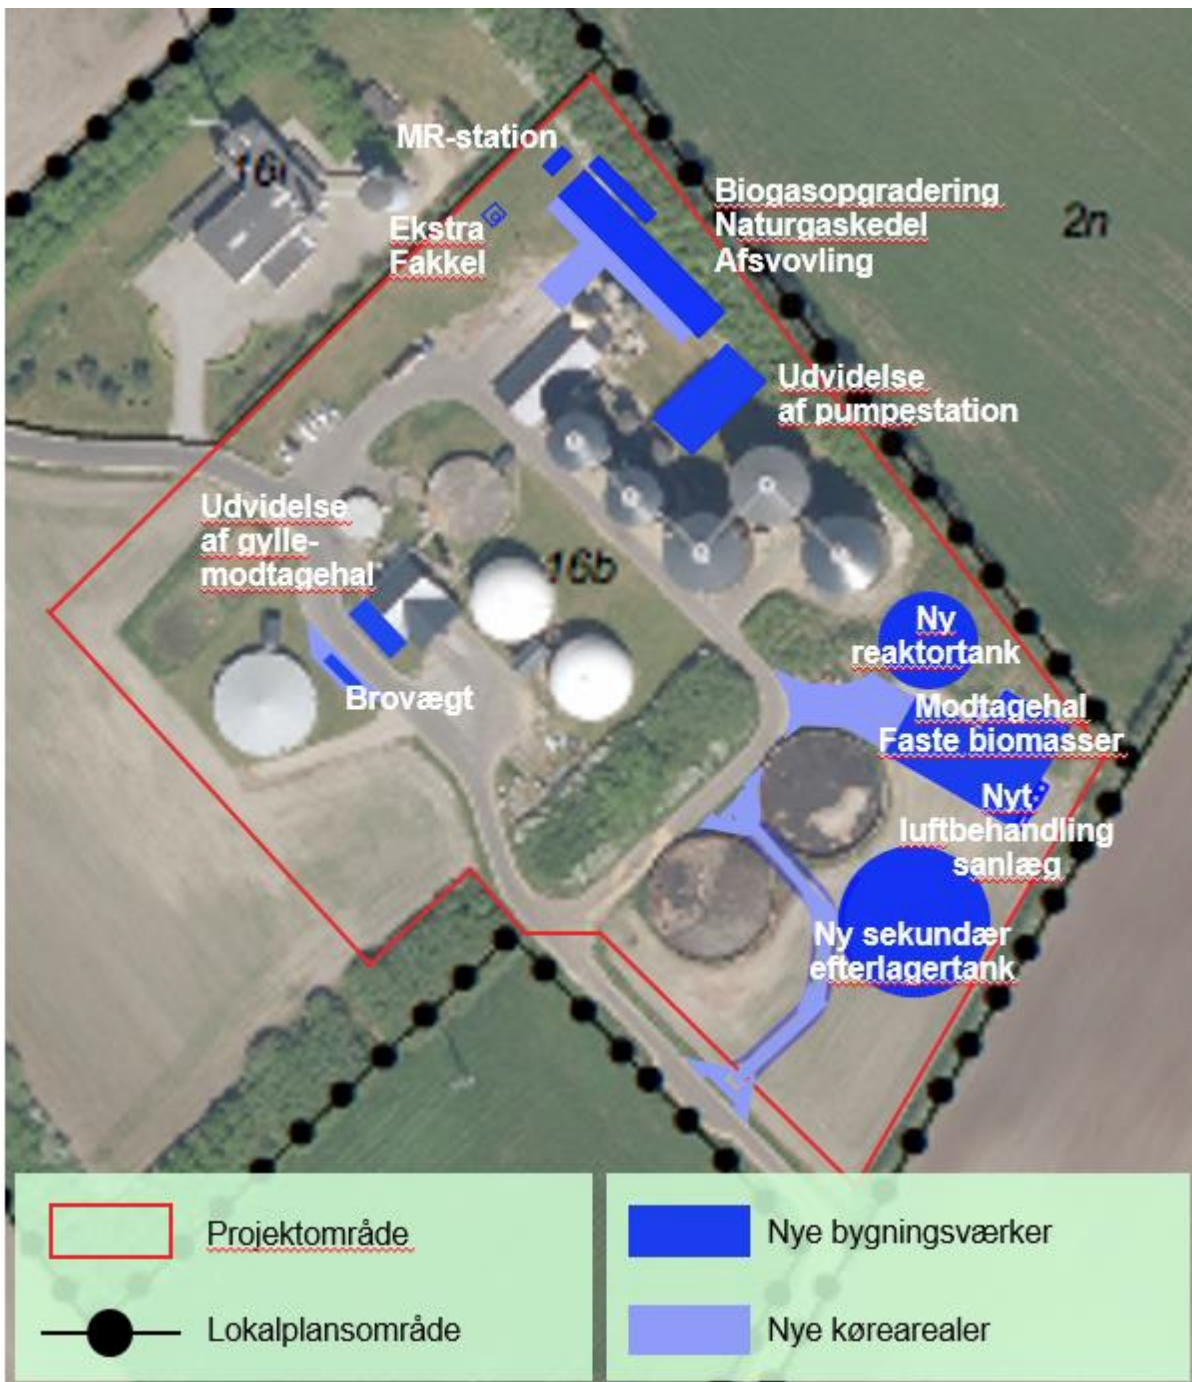 MR-station
16i
Biogasopgradering
Naturgaskedel
Afsvovling
2n
Ekstra
Fakkel
Udvidelse
af pumpestation
Udvidelse
af gylle-
modtagehal
16b
Ny
reaktortank
Brovægt
Modtagehal
Faste biomasser
Nyt
luftbehandling
sanlæg
Ny sekundær
efterlagertank
Projektområde
Lokalplansområde
Nye bygningsværker
Nye kørearealer